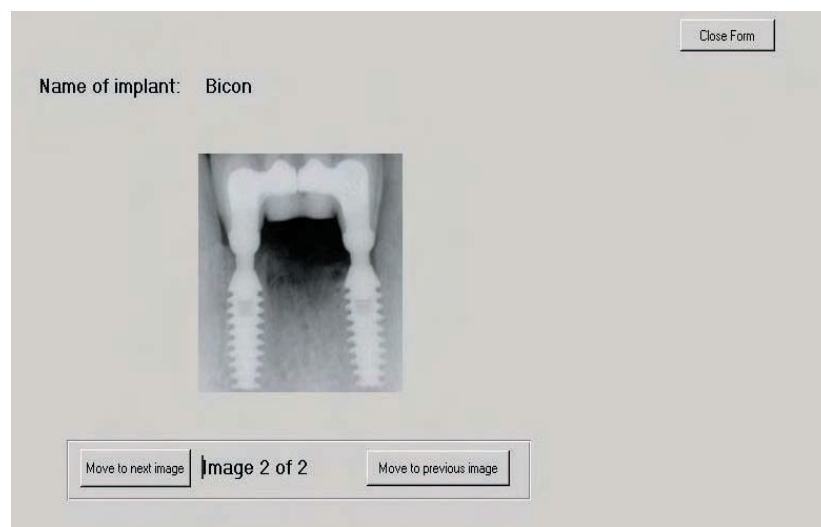 Close Form
Name of implant: Bicon
Move to next image Image 2 of 2 Move to previous image